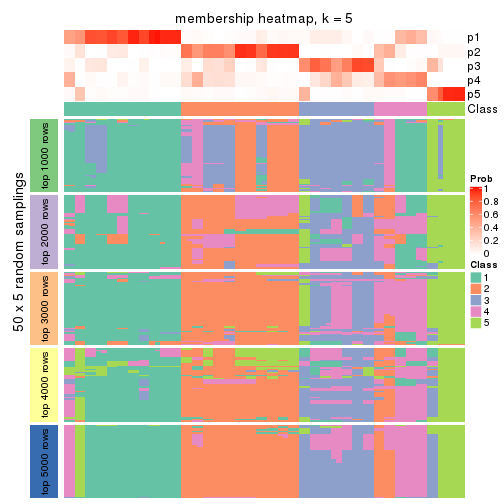 membership heatmap, k = 5
p1
p2
p3
p4
p5
Class
50 x 5 random samplings
top 1000 rows
top 2000 rows
top 3000 rows
top 4000 rows
top 5000 rows
Prob
1
0.8
0.6
0.4
0.2
0
Class
1
2
3
4
5